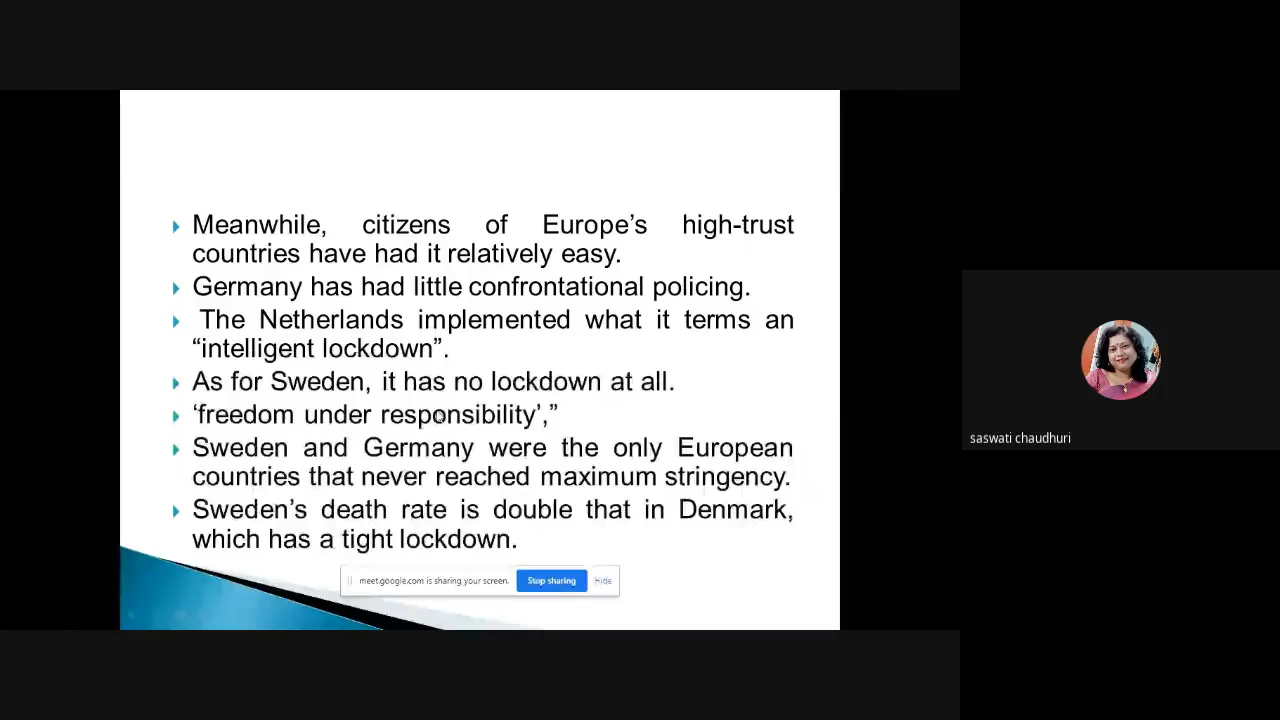 Meanwhile, citizens of Europe’s high-trust
countries have had it relatively easy.
Germany has had little confrontational policing.
The Netherlands implemented what it terms an
“intelligent lockdown”.
As for Sweden, it has no lockdown at all.
‘freedom under responsibility’,”
Sweden and Germany were the only European
countries that never reached maximum stringency.
Sweden’s death rate is double that in Denmark,
which has a tight lockdown.
meet.google.com is sharing your screen. Stop sharing Hide
saswati chaudhuri